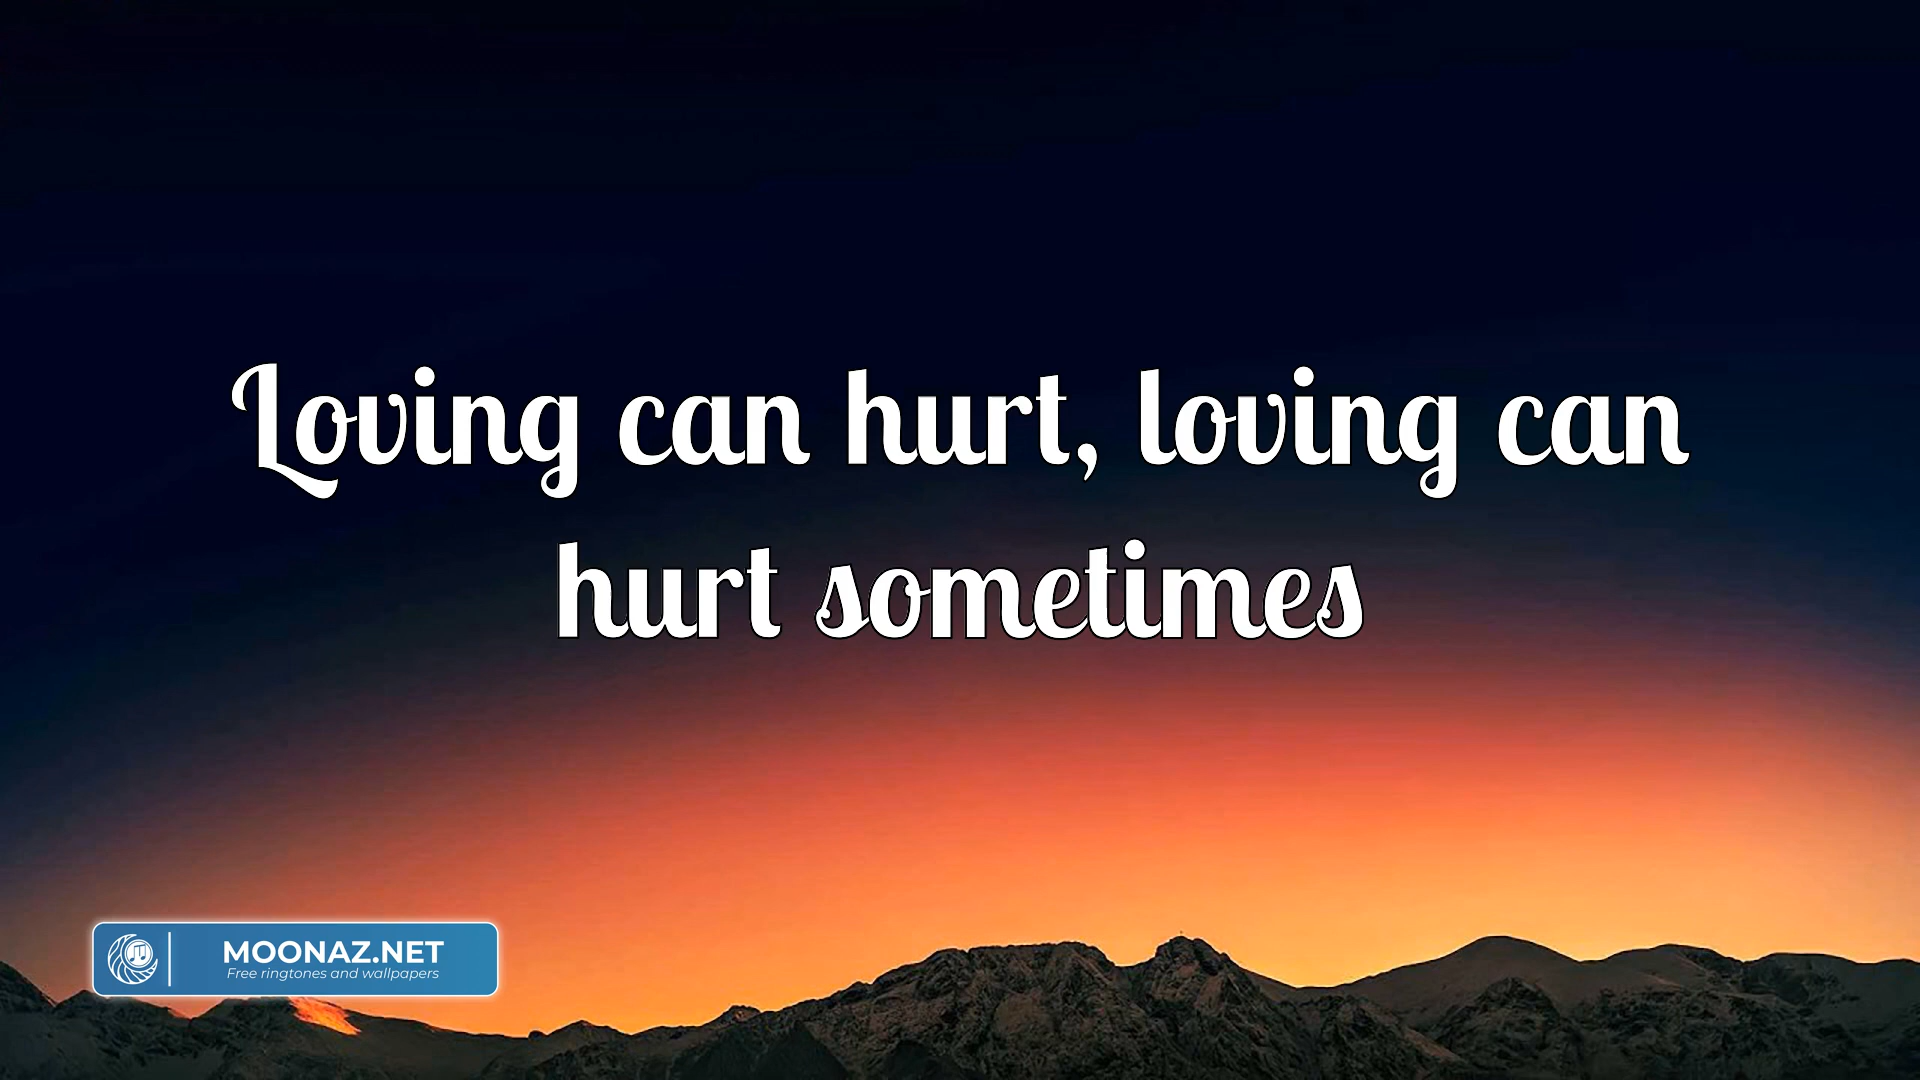 Loving can hurt, loving can
hurt sometimes
MOONAZ.NET
Free ringtones and wallpapers